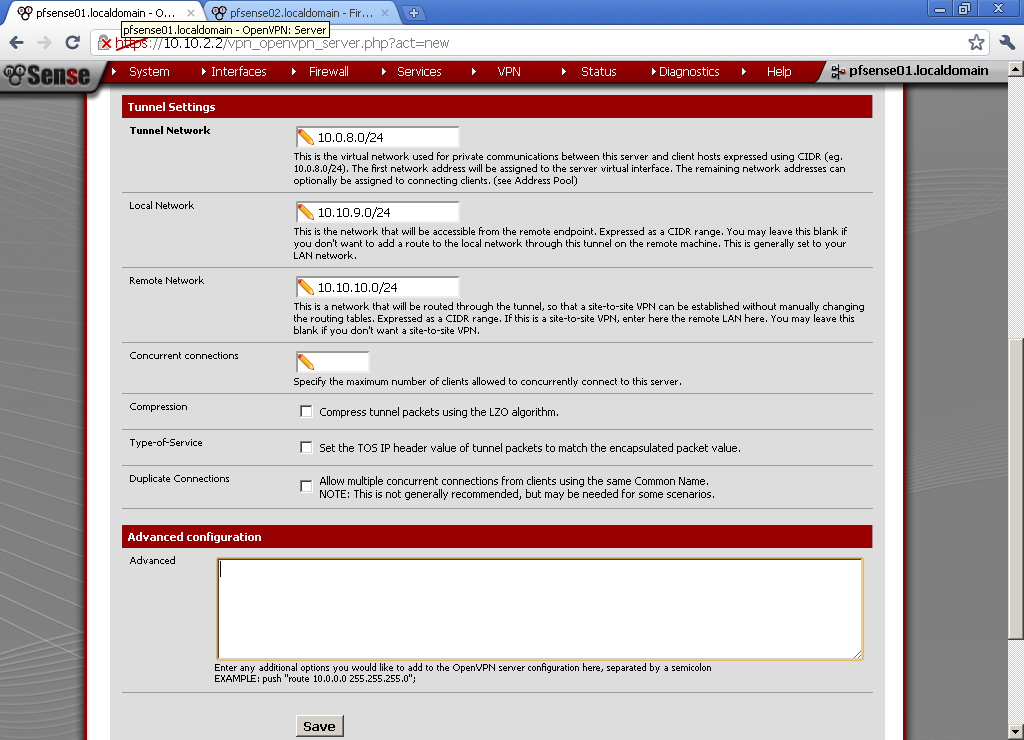 pfsense01.localdomain - O...
pfsense02.localdomain - Fir...
pfsense01.localdomain - OpenVPN: Server
https://10.10.2.2/vpn_openvpn_server.php?act=new
Sense
System
Interfaces
Firewall
Services
VPN
Status
Diagnostics
Help
pfsense01.localdomain
Tunnel Settings
Tunnel Network
10.0.8.0/24
This is the virtual network used for private communications between this server and client hosts expressed using CIDR (eg.
10.0.8.0/24). The first network address will be assigned to the server virtual interface. The remaining network addresses can
optionally be assigned to connecting clients. (see Address Pool)
Local Network
10.10.9.0/24
This is the network that will be accessible from the remote endpoint. Expressed as a CIDR range. You may leave this blank if
you don't want to add a route to the local network through this tunnel on the remote machine. This is generally set to your
LAN network.
Remote Network
10.10.10.0/24
This is a network that will be routed through the tunnel, so that a site-to-site VPN can be established without manually changing
the routing tables. Expressed as a CIDR range. If this is a site-to-site VPN, enter here the remote LAN here. You may leave this
blank if you don't want a site-to-site VPN.
Concurrent connections
Specify the maximum number of clients allowed to concurrently connect to this server.
Compression
Compress tunnel packets using the LZO algorithm.
Type-of-Service
Set the TOS IP header value of tunnel packets to match the encapsulated packet value.
Duplicate Connections
Allow multiple concurrent connections from clients using the same Common Name.
NOTE: This is not generally recommended, but may be needed for some scenarios.
Advanced configuration
Advanced
Enter any additional options you would like to add to the OpenVPN server configuration here, separated by a semicolon
EXAMPLE: push "route 10.0.0.0 255.255.255.0";
Save